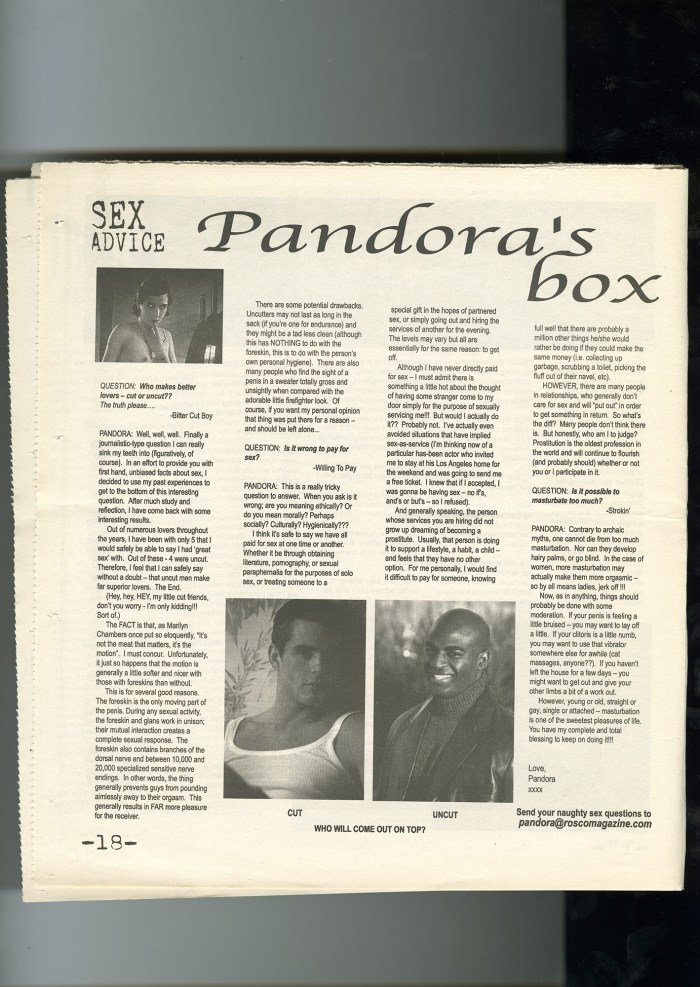 SEX
ADVICE
Pandora's
box
QUESTION: Who makes better
lovers – cut or uncut??
The truth please....
-Bitter Cut Boy
PANDORA: Well, well, well. Finally a
journalistic-type question I can really
sink my teeth into (figuratively, of
course). In an effort to provide you with
first hand, unbiased facts about sex, I
decided to use my past experiences to
get to the bottom of this interesting
question. After much study and
reflection, I have come back with some
interesting results.
Out of numerous lovers throughout
the years, I have been with only 5 that I
would safely be able to say I had 'great
sex' with. Out of these - 4 were uncut.
Therefore, I feel that I can safely say
without a doubt – that uncut men make
far superior lovers. The End.
(Hey, hey, HEY, my little cut friends,
don't you worry - I'm only kidding!!!
Sort of.)
The FACT is that, as Marilyn
Chambers once put so eloquently, "it's
not the meat that matters, it's the
motion". I must concur. Unfortunately,
it just so happens that the motion is
generally a little softer and nicer with
those with foreskins than without.
This is for several good reasons.
The foreskin is the only moving part of
the penis. During any sexual activity,
the foreskin and glans work in unison;
their mutual interaction creates a
complete sexual response. The
foreskin also contains branches of the
dorsal nerve and between 10,000 and
20,000 specialized sensitive nerve
endings. In other words, the thing
generally prevents guys from pounding
aimlessly away to their orgasm. This
generally results in FAR more pleasure
for the receiver.
There are some potential drawbacks.
Uncutters may not last as long in the
sack (if you're one for endurance) and
they might be a tad less clean (although
this has NOTHING to do with the
foreskin, this is to do with the person's
own personal hygiene). There are also
many people who find the sight of a
penis in a sweater totally gross and
unsightly when compared with the
adorable little firefighter look. Of
course, if you want my personal opinion
that thing was put there for a reason –
and should be left alone...
QUESTION: Is it wrong to pay for
sex?
-Willing To Pay
PANDORA: This is a really tricky
question to answer. When you ask is it
wrong; are you meaning ethically? Or
do you mean morally? Perhaps
socially? Culturally? Hygienically???
I think it's safe to say we have all
paid for sex at one time or another.
Whether it be through obtaining
literature, pornography, or sexual
paraphernalia for the purposes of solo
sex, or treating someone to a
special gift in the hopes of partnered
sex, or simply going out and hiring the
services of another for the evening.
The levels may vary but all are
essentially for the same reason: to get
off.
Although I have never directly paid
for sex – I must admit there is
something a little hot about the thought
of having some stranger come to my
door simply for the purpose of sexually
servicing me!!! But would I actually do
it?? Probably not. I've actually even
avoided situations that have implied
sex-as-service (I'm thinking now of a
particular has-been actor who invited
me to stay at his Los Angeles home for
the weekend and was going to send me
a free ticket. I knew that if I accepted, I
was gonna be having sex – no if's,
and's or but's – so I refused).
And generally speaking, the person
whose services you are hiring did not
grow up dreaming of becoming a
prostitute. Usually, that person is doing
it to support a lifestyle, a habit, a child –
and feels that they have no other
option. For me personally, I would find
it difficult to pay for someone, knowing
full well that there are probably a
million other things he/she would
rather be doing if they could make the
same money (i.e. collecting up
garbage, scrubbing a toilet, picking the
fluff out of their navel, etc).
HOWEVER, there are many people
in relationships, who generally don't
care for sex and will "put out" in order
to get something in return. So what's
the diff? Many people don't think there
is. But honestly, who am I to judge?
Prostitution is the oldest profession in
the world and will continue to flourish
(and probably should) whether or not
you or I participate in it.
QUESTION: Is it possible to
masturbate too much?
-Strokin'
PANDORA: Contrary to archaic
myths, one cannot die from too much
masturbation. Nor can they develop
hairy palms, or go blind. In the case of
women, more masturbation may
actually make them more orgasmic –
so by all means ladies, jerk off !!!
Now, as in anything, things should
probably be done with some
moderation. If your penis is feeling a
little bruised – you may want to lay off
a little. If your clitoris is a little numb,
you may want to use that vibrator
somewhere else for awhile (cat
massages, anyone??). If you haven't
left the house for a few days – you
might want to get out and give your
other limbs a bit of a work out.
However, young or old, straight or
gay, single or attached – masturbation
is one of the sweetest pleasures of life.
You have my complete and total
blessing to keep on doing it!!!
Love,
Pandora
xxxx
CUT
UNCUT
WHO WILL COME OUT ON TOP?
Send your naughty sex questions to
pandora@roscomagazine.com
-18-